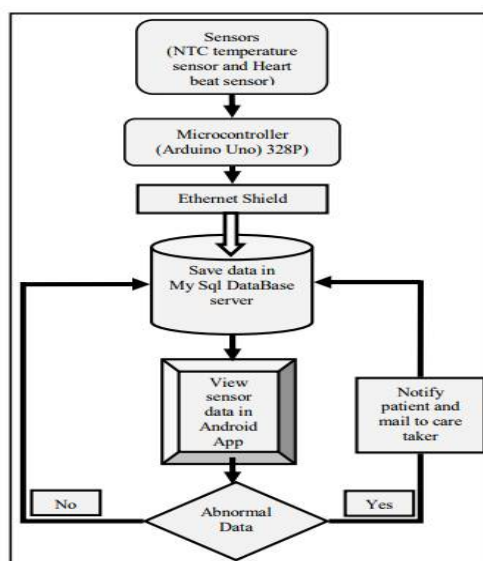 Sensors
(NTC temperature
sensor and Heart
beat sensor)
Microcontroller
(Arduino Uno) 328P)
Ethernet Shield
Save data in
My Sql DataBase
server
View
sensor
data in
Android
App
Notify
patient and
mail to care
taker
No
Yes
Abnormal
Data